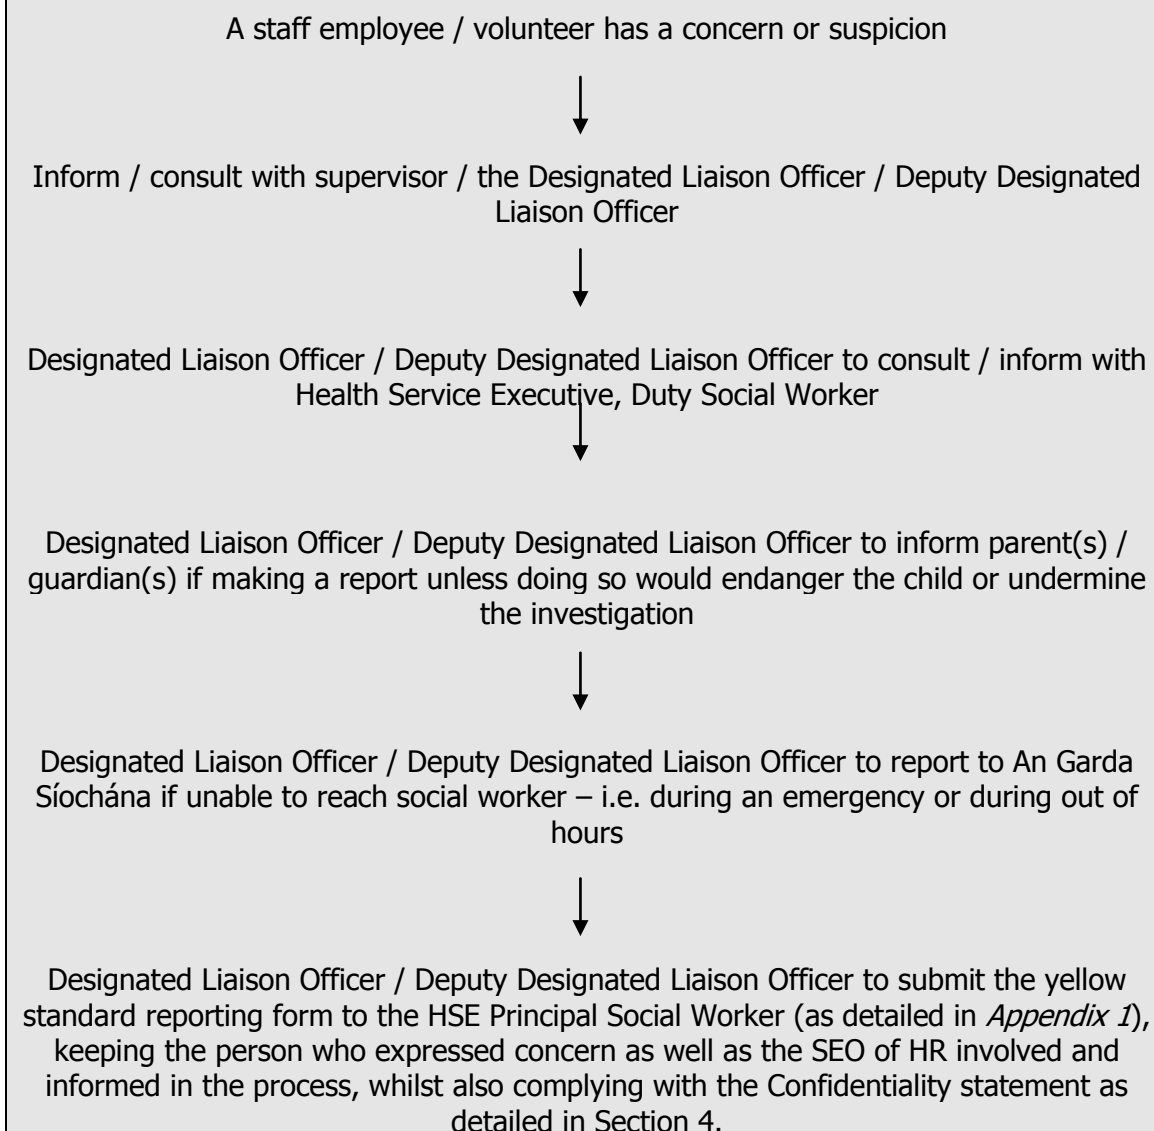 A staff employee / volunteer has a concern or suspicion
Inform / consult with supervisor / the Designated Liaison Officer / Deputy Designated
Liaison Officer
Designated Liaison Officer / Deputy Designated Liaison Officer to consult / inform with
Health Service Executive, Duty Social Worker
Designated Liaison Officer / Deputy Designated Liaison Officer to inform parent(s) /
guardian(s) if making a report unless doing so would endanger the child or undermine
the investigation
Designated Liaison Officer / Deputy Designated Liaison Officer to report to An Garda
Síochána if unable to reach social worker – i.e. during an emergency or during out of
hours
Designated Liaison Officer / Deputy Designated Liaison Officer to submit the yellow
standard reporting form to the HSE Principal Social Worker (as detailed in Appendix 1),
keeping the person who expressed concern as well as the SEO of HR involved and
informed in the process, whilst also complying with the Confidentiality statement as
detailed in Section 4.